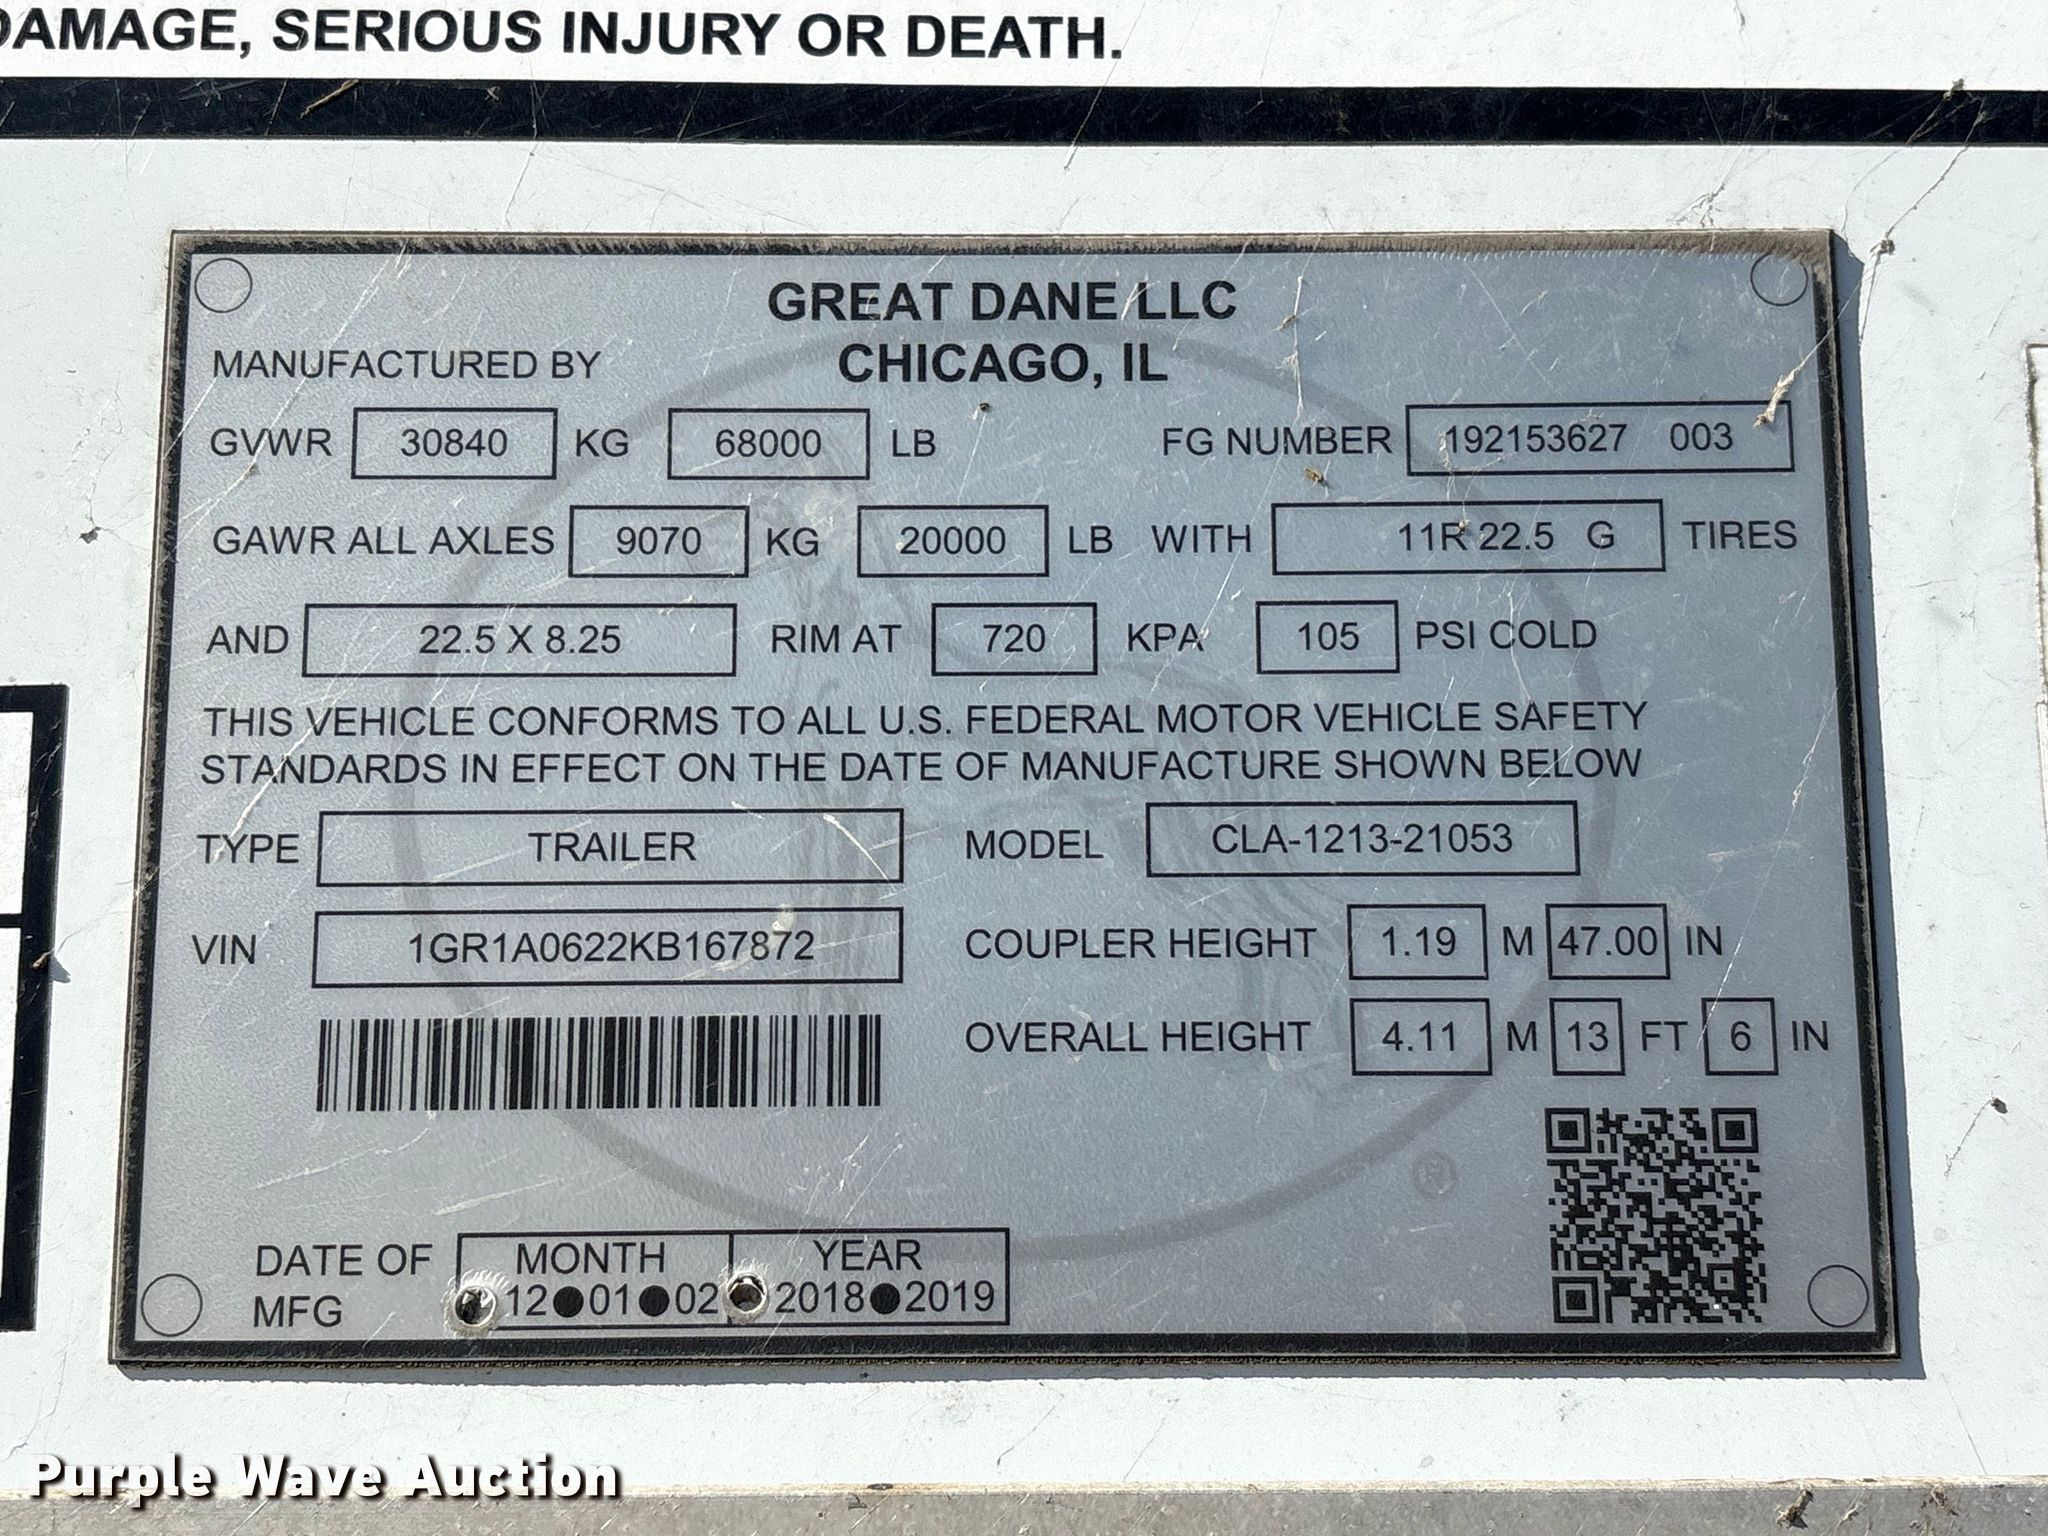 DAMAGE, SERIOUS INJURY OR DEATH.
GREAT DANE LLC
MANUFACTURED BY CHICAGO, IL
GVWR 30840 KG 68000 LB FG NUMBER 192153627 003
GAWR ALL AXLES 9070 KG 20000 LB WITH 11R 22.5 G TIRES
AND 22.5 X 8.25 RIM AT 720 KPA 105 PSI COLD
THIS VEHICLE CONFORMS TO ALL U.S. FEDERAL MOTOR VEHICLE SAFETY
STANDARDS IN EFFECT ON THE DATE OF MANUFACTURE SHOWN BELOW
TYPE TRAILER MODEL CLA-1213-21053
VIN 1GR1A0622KB167872 COUPLER HEIGHT 1.19 M 47.00 IN
OVERALL HEIGHT 4.11 M 13 FT 6 IN
®
DATE OF MONTH YEAR
MFG 12●01●02 2018●2019
Purple Wave Auction